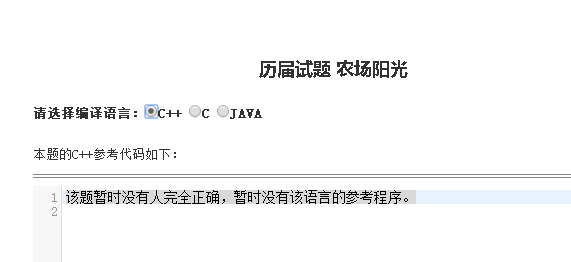 历届试题 农场阳光
请选择编译语言：C++ C JAVA
本题的C++参考代码如下：
1 该题暂时没有人完全正确，暂时没有该语言的参考程序。
2